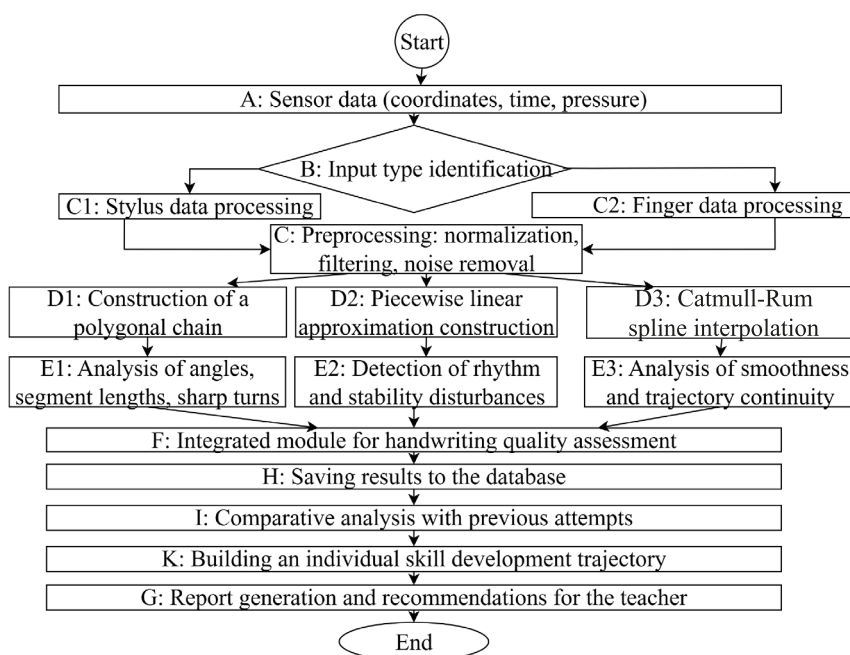 Start
A: Sensor data (coordinates, time, pressure)
B: Input type identification
C1: Stylus data processing
C2: Finger data processing
C: Preprocessing: normalization,
filtering, noise removal
D1: Construction of a
polygonal chain
D2: Piecewise linear
approximation construction
D3: Catmull-Rum
spline interpolation
E1: Analysis of angles,
segment lengths, sharp turns
E2: Detection of rhythm
and stability disturbances
E3: Analysis of smoothness
and trajectory continuity
F: Integrated module for handwriting quality assessment
H: Saving results to the database
I: Comparative analysis with previous attempts
K: Building an individual skill development trajectory
G: Report generation and recommendations for the teacher
End